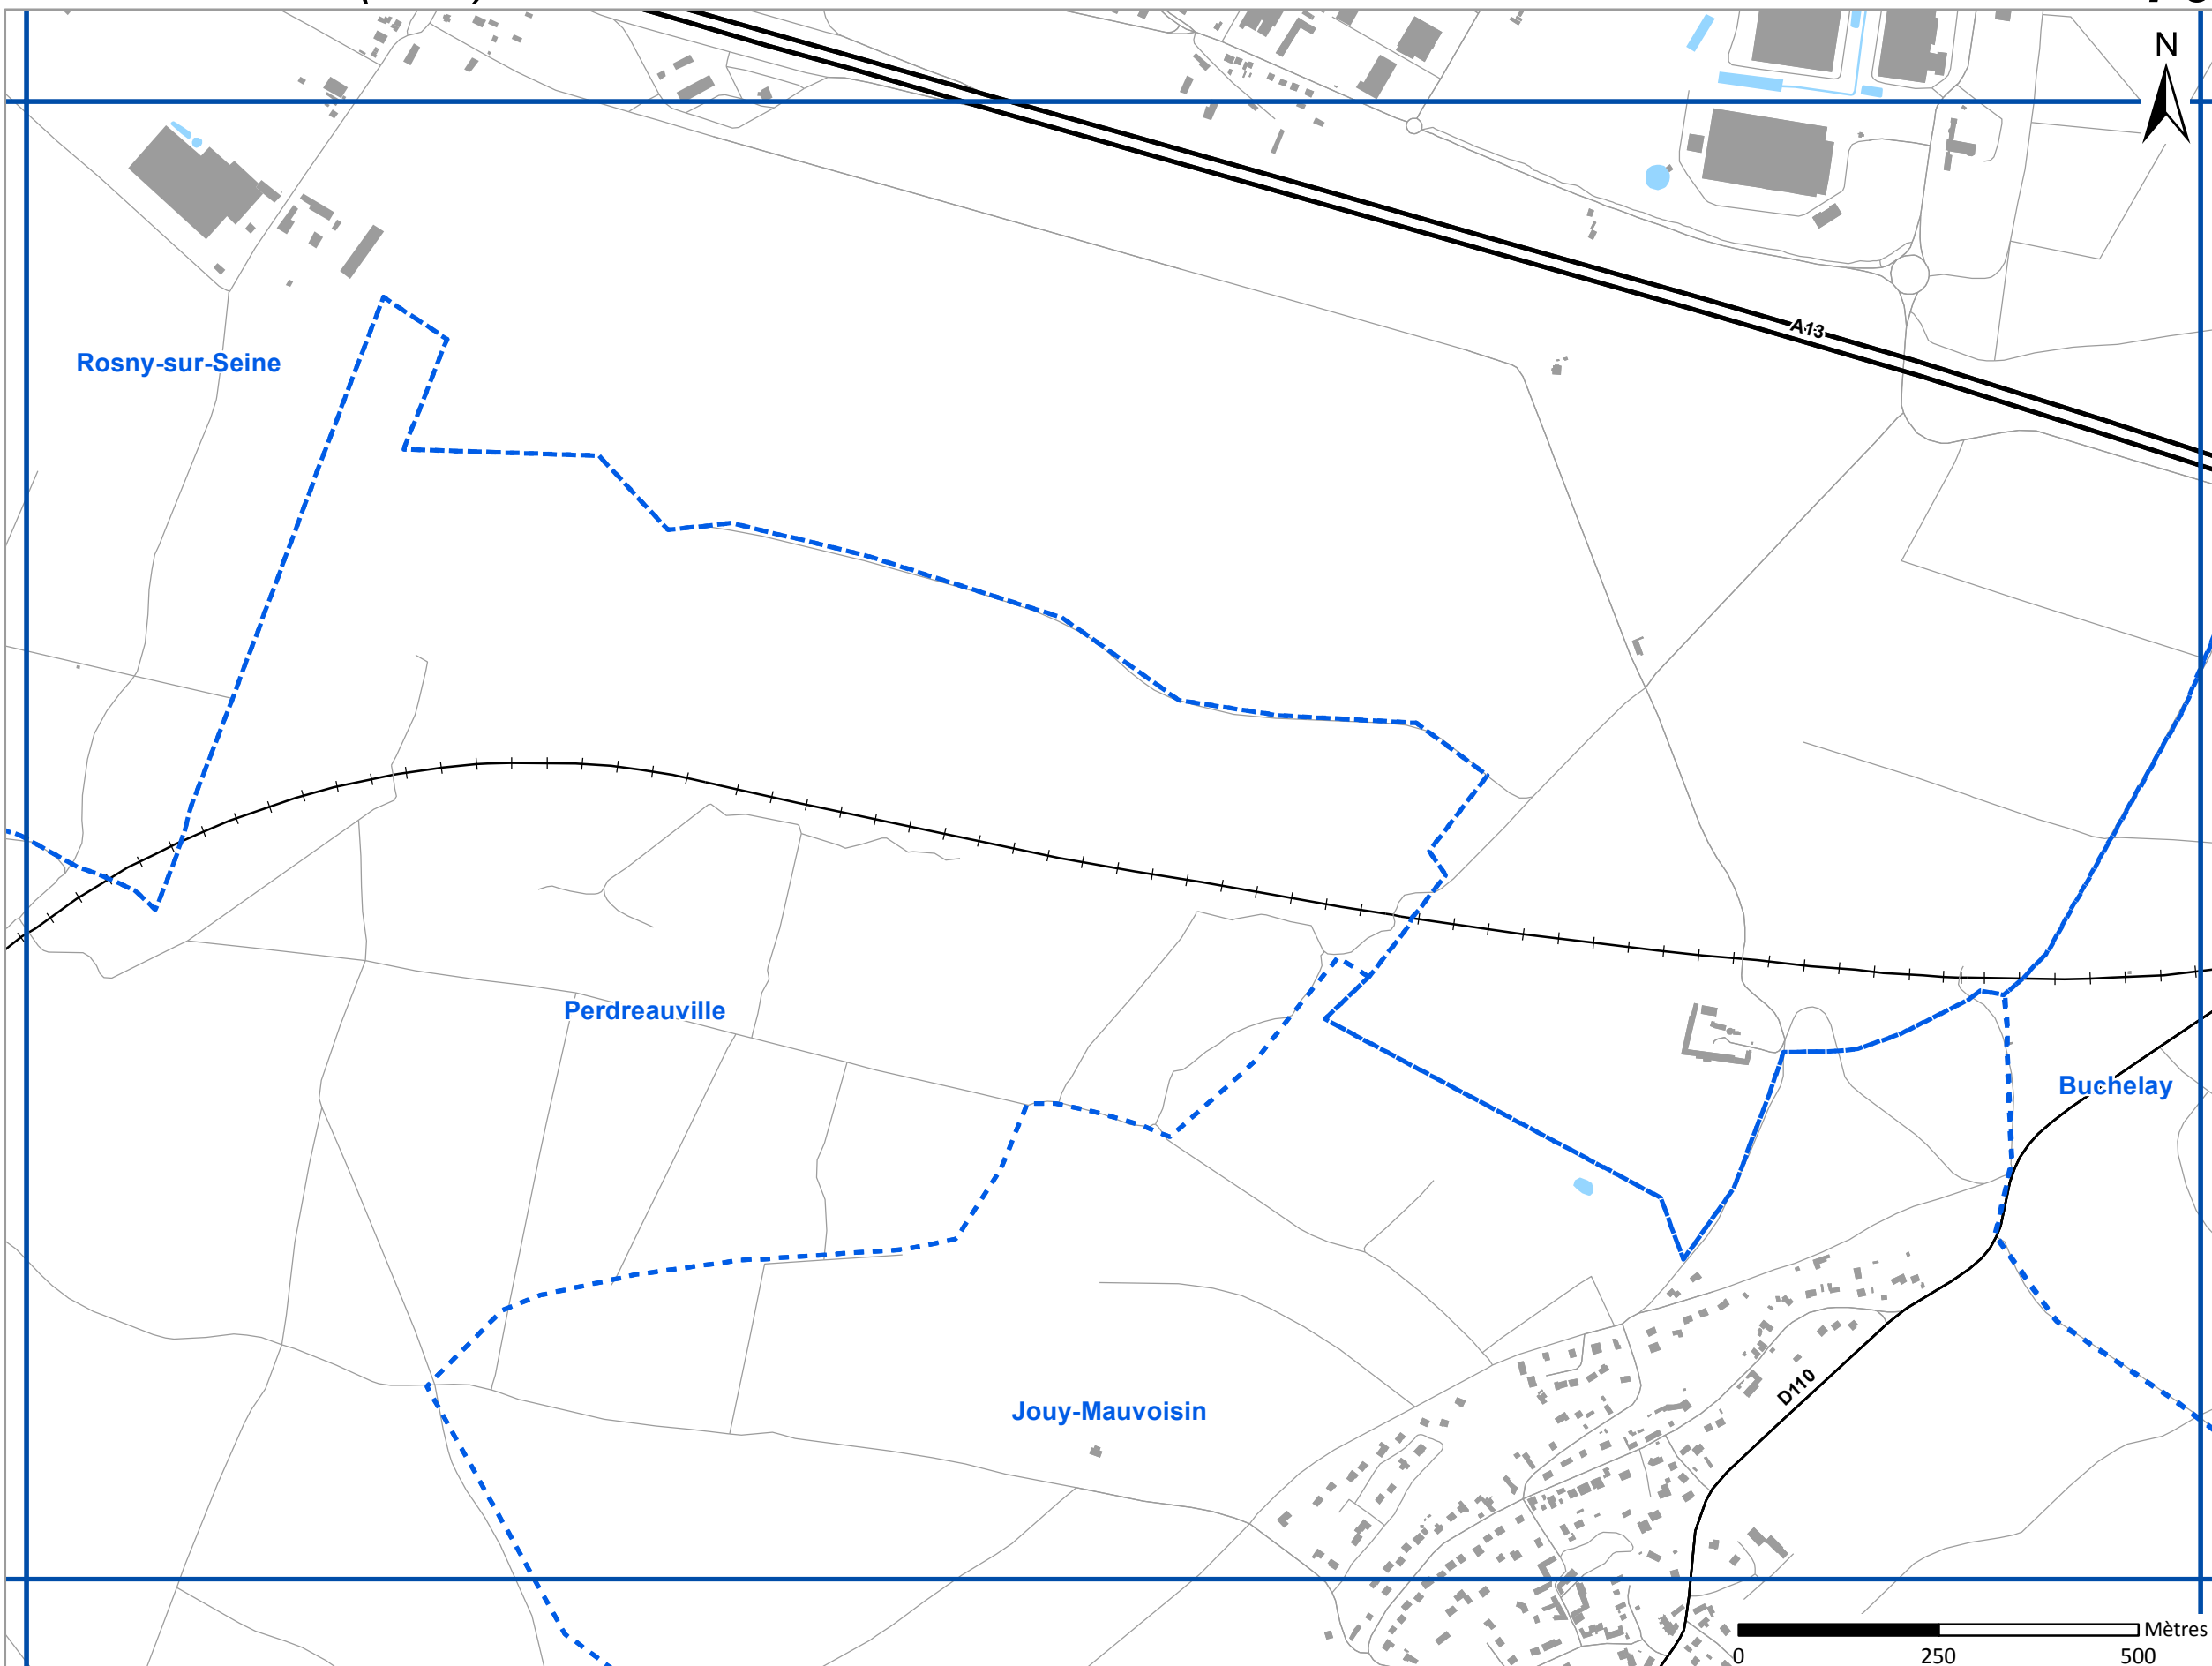 N
A13
Rosny-sur-Seine
Perdreauville
Buchelay
D110
Jouy-Mauvoisin
Mètres
0 250 500